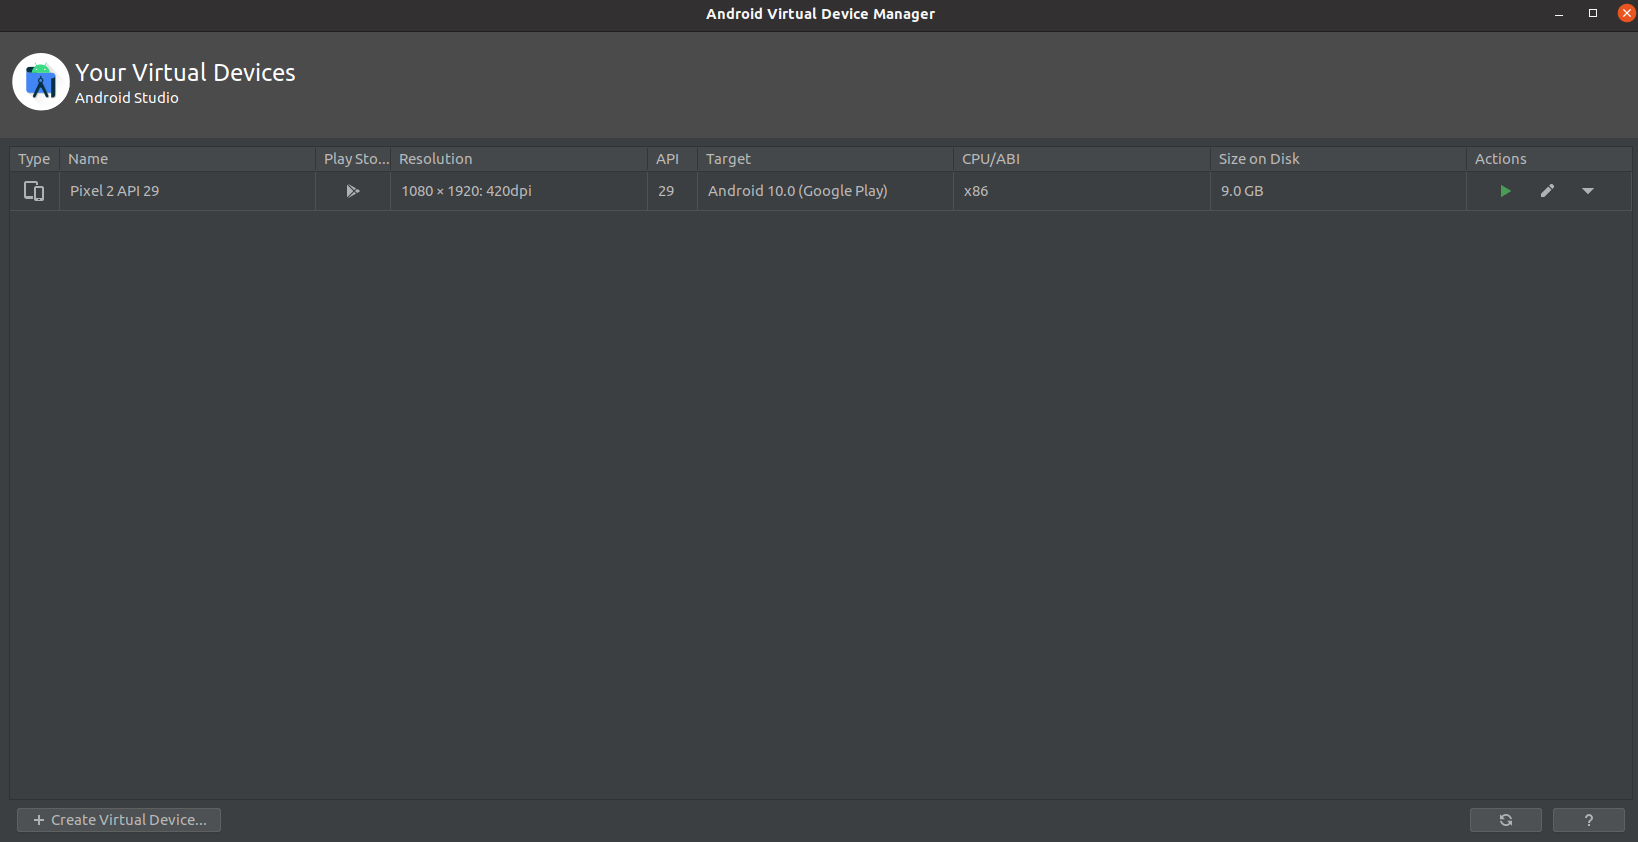 Android Virtual Device Manager
Your Virtual Devices
Android Studio
Type Name Play Sto... Resolution API Target CPU/ABI Size on Disk Actions
Pixel 2 API 29 1080 × 1920: 420dpi 29 Android 10.0 (Google Play) x86 9.0 GB
+ Create Virtual Device... ?